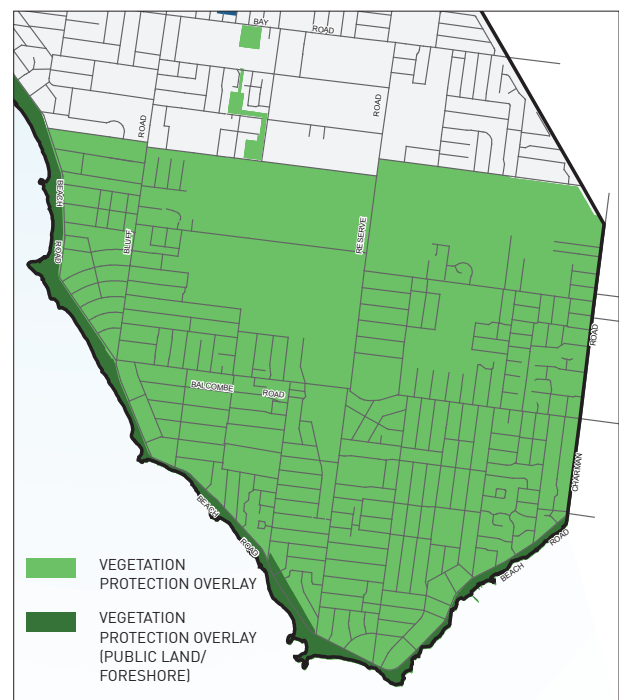 BAY
ROAD
ROAD
ROAD
BEACH
ROAD
BLUFF
RESERVE
ROAD
BALCOMBE
ROAD
CHARMAN
BEACH
ROAD
ROAD
BEACH
VEGETATION
PROTECTION OVERLAY
VEGETATION
PROTECTION OVERLAY
(PUBLIC LAND/
FORESHORE)